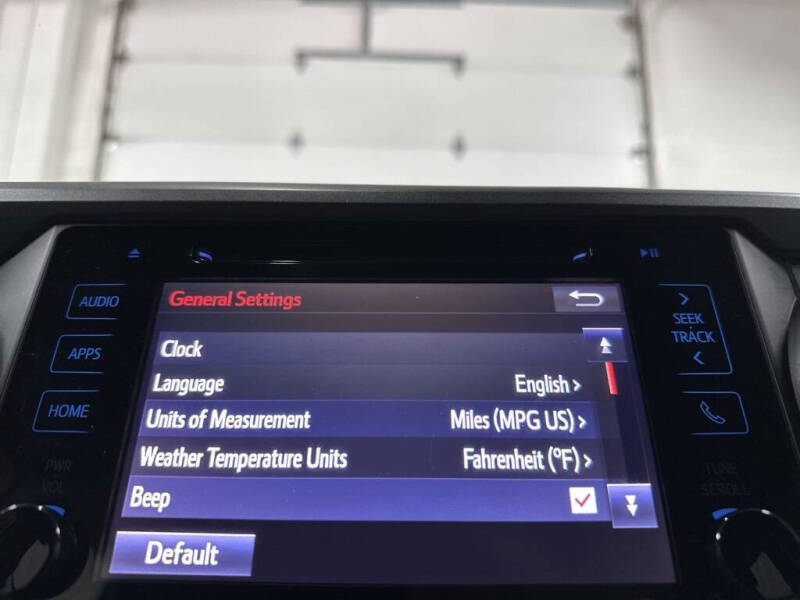 General Settings
Clock
Language English
Units of Measurement Miles (MPG US)
Weather Temperature Units Fahrenheit (°F)
Beep
Default
AUDIO
APPS
HOME
PWR
VOL
SEEK
TRACK
TUNE
SCROLL